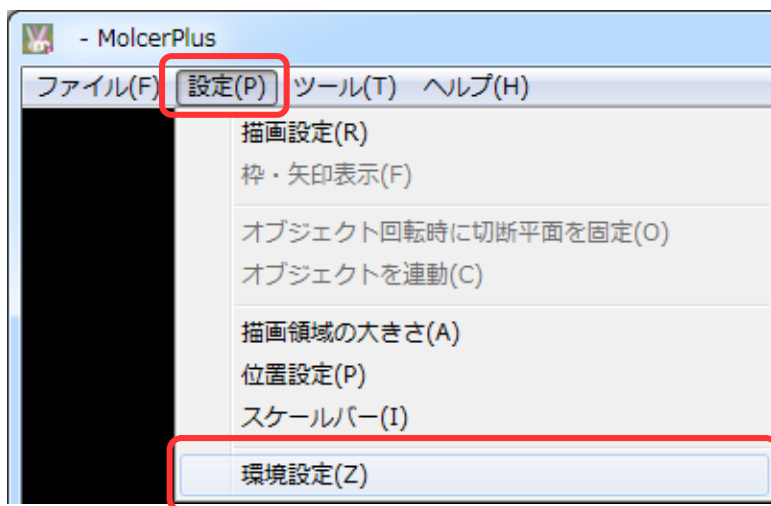 - MolcerPlus
ファイル(F) 設定(P) ツール(T) ヘルプ(H)
描画設定(R)
枠・矢印表示(F)
オブジェクト回転時に切断平面を固定(O)
オブジェクトを連動(C)
描画領域の大きさ(A)
位置設定(P)
スケールバー(I)
環境設定(Z)